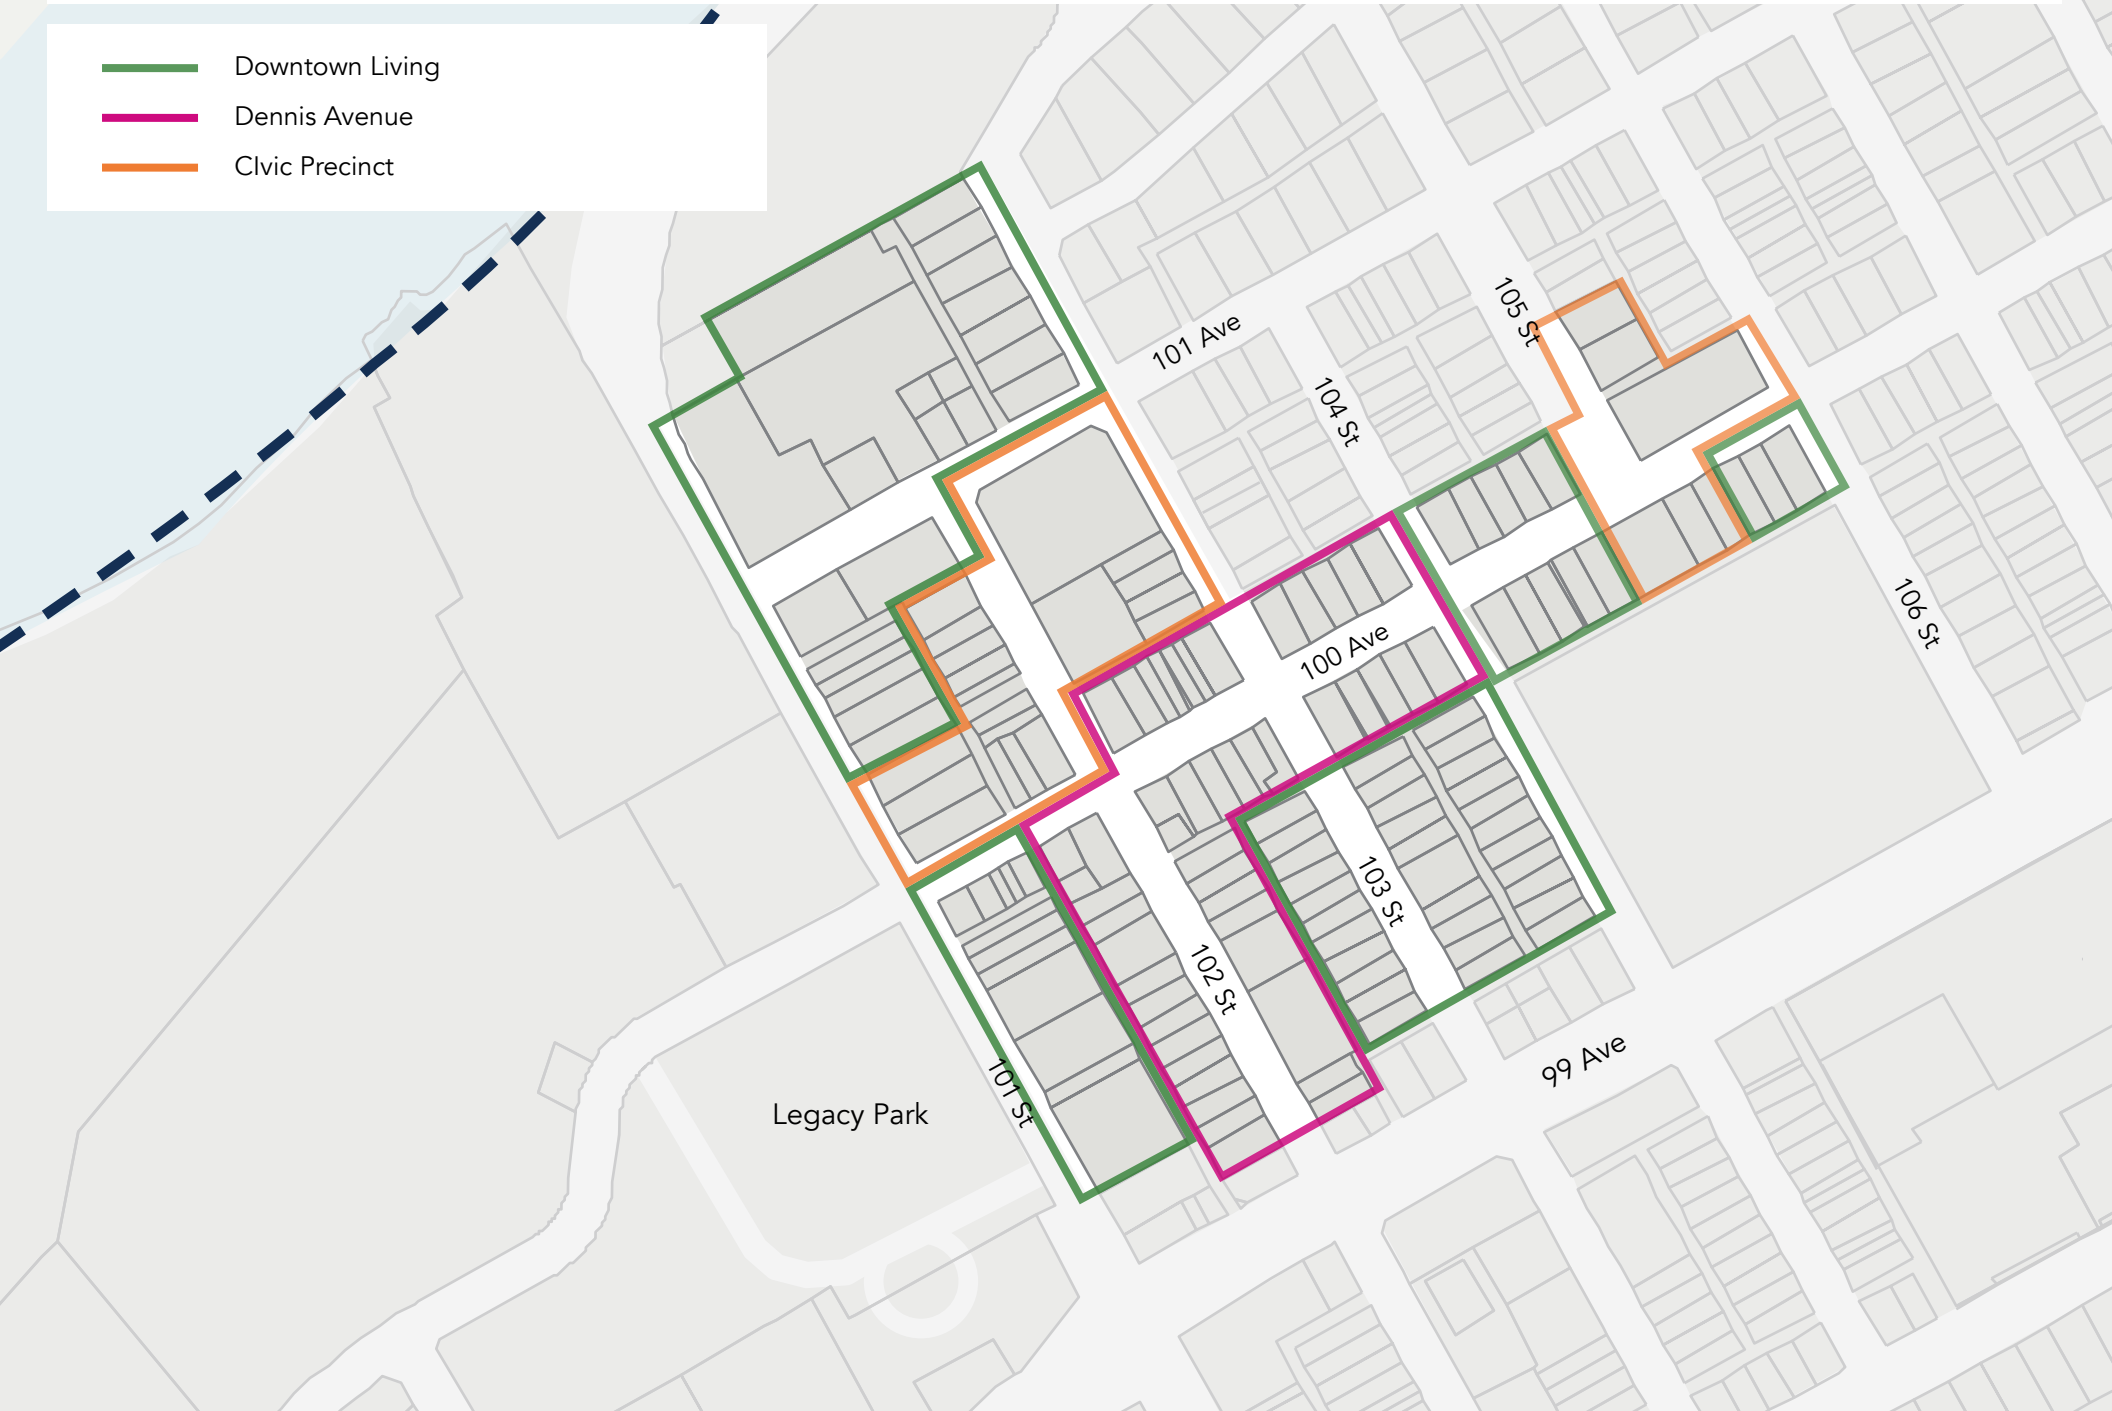 Downtown Living
Dennis Avenue
CIvic Precinct
101 Ave
105 St
104 St
106 St
100 Ave
103 St
102 St
99 Ave
101 St
Legacy Park